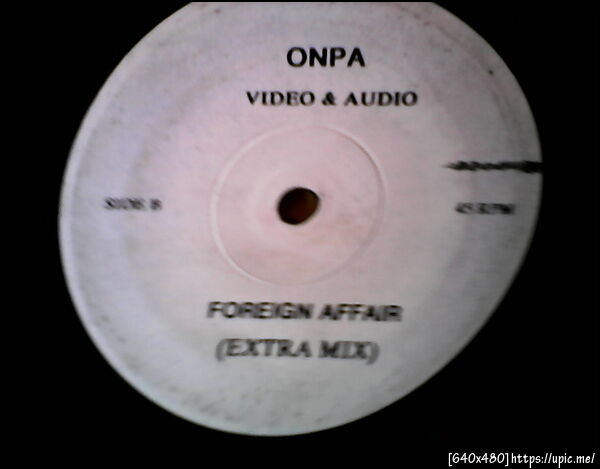 ONPA
VIDEO & AUDIO
SIDE B
45 RPM
FOREIGN AFFAIR
(EXTRA MIX)
[640x480]https://upic.me/